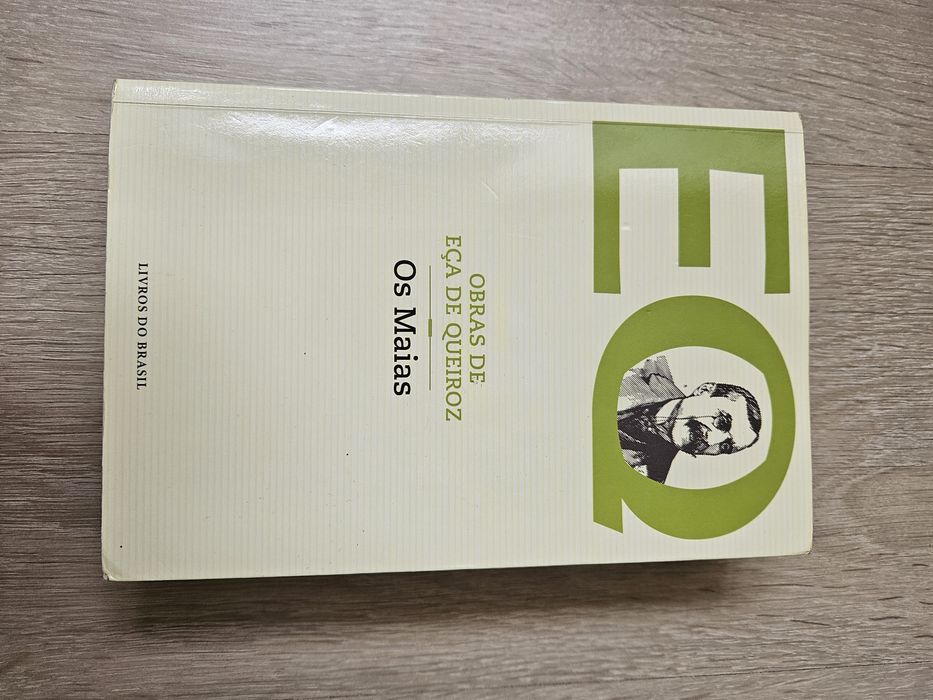 EQ
OBRAS DE
EÇA DE QUEIROZ
Os Maias
LIVROS DO BRASIL